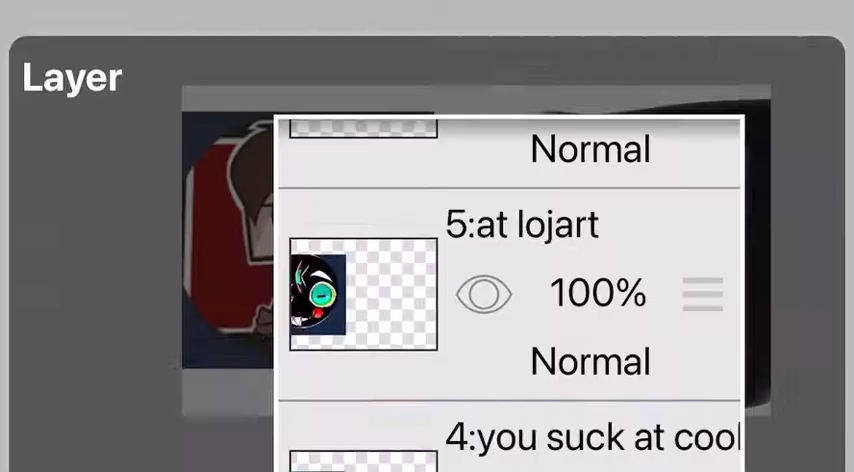 Layer
Normal
5:at lojart
100%
Normal
4:you suck at cool